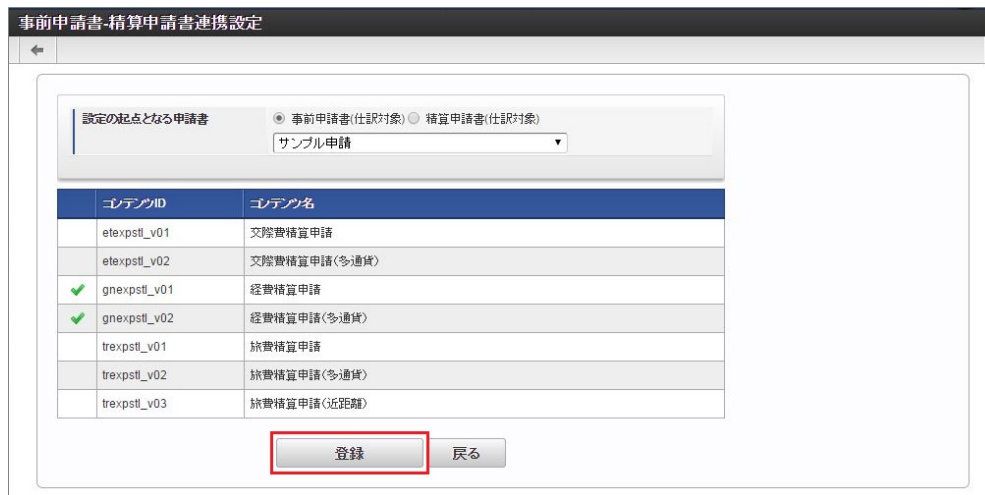 事前申請書-精算申請書連携設定
設定の起点となる申請書 事前申請書(仕訳対象) 精算申請書(仕訳対象)
サンプル申請
コンテンツID コンテンツ名
etexpstl_v01 交際費精算申請
etexpstl_v02 交際費精算申請(多通貨)
gnexpstl_v01 経費精算申請
gnexpstl_v02 経費精算申請(多通貨)
trexpstl_v01 旅費精算申請
trexpstl_v02 旅費精算申請(多通貨)
trexpstl_v03 旅費精算申請(近距離)
登録 戻る